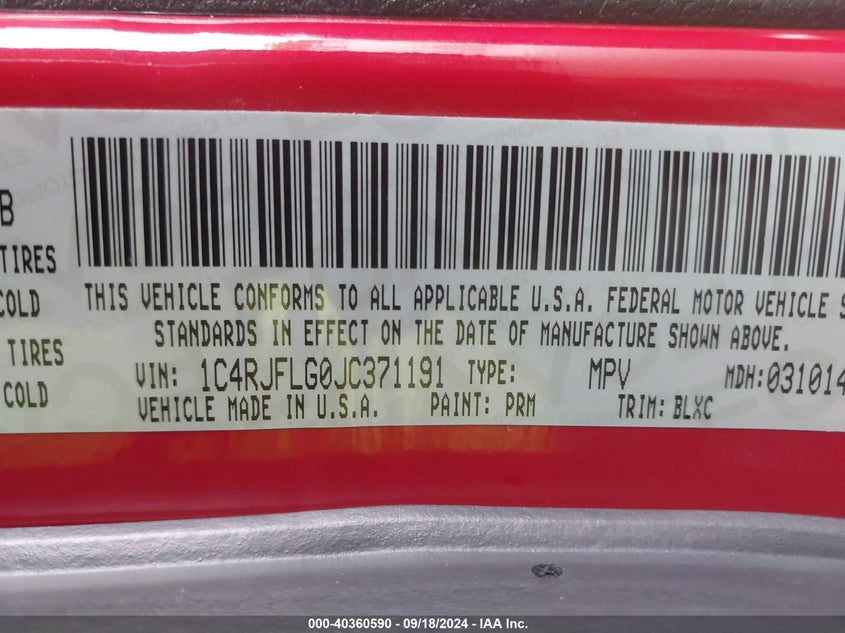 B
TIRES
COLD
TIRES
COLD
THIS VEHICLE CONFORMS TO ALL APPLICABLE U.S.A. FEDERAL MOTOR VEHICLE S
STANDARDS IN EFFECT ON THE DATE OF MANUFACTURE SHOWN ABOVE.
VIN: 1C4RJFLG0JC371191 TYPE: MPV MDH:031014
VEHICLE MADE IN U.S.A. PAINT: PRM TRIM: BLXC
000-40360590 - 09/18/2024 - IAA Inc.